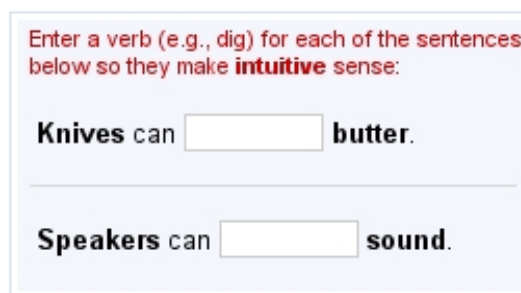 Enter a verb (e.g., dig) for each of the sentences
below so they make intuitive sense:
Knives can butter.
Speakers can sound.